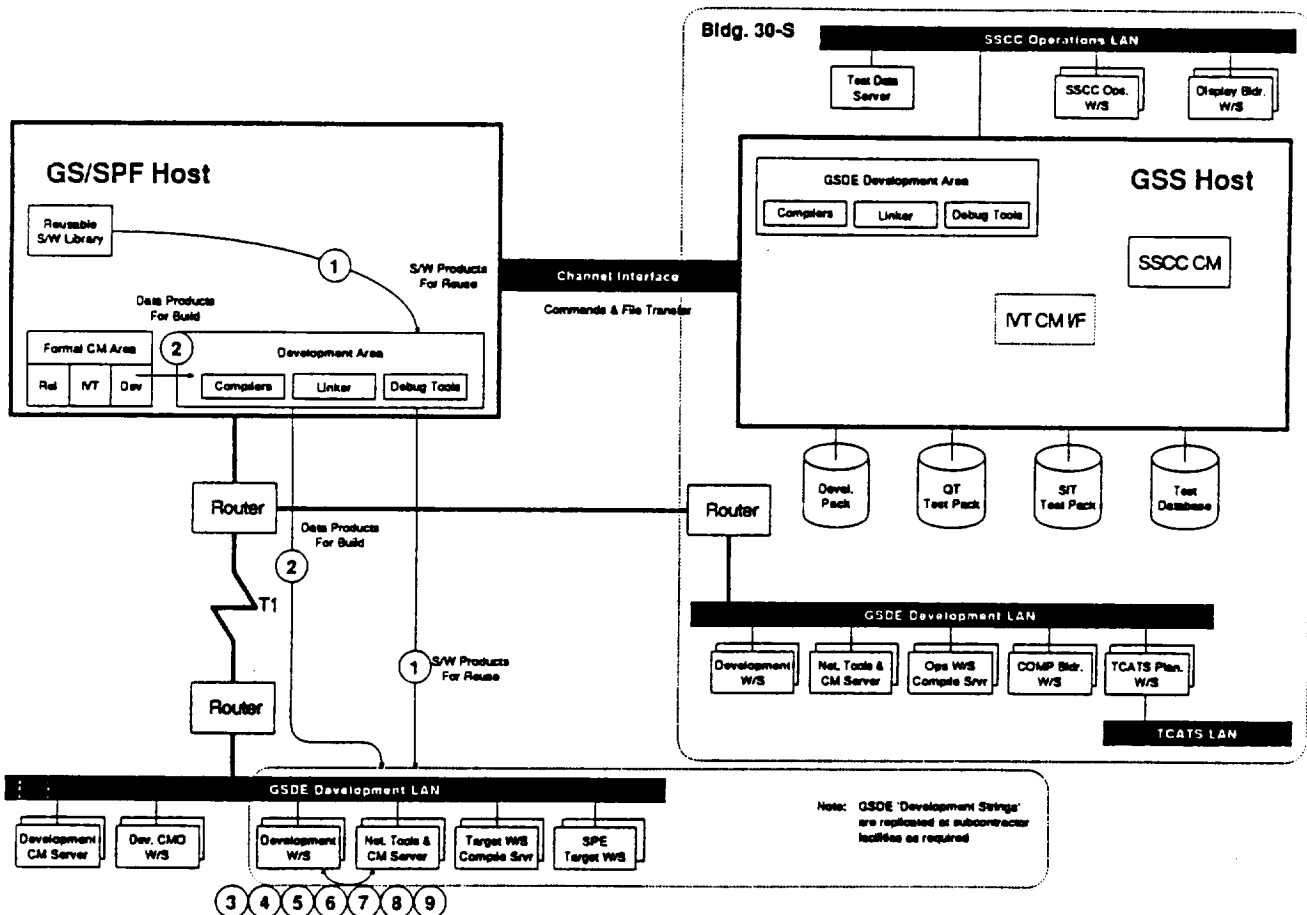 Bldg. 30-S
SSCC Operations LAN
Test Data
Server
SSCC Ops.
W/S
Display Bldr.
W/S
GS/SPF Host
Reusable
S/W Library
1
S/W Products
For Reuse
Data Products
For Build
2
Formal CM Area
Rel
IVT
Dev
Development Area
Compilers
Linker
Debug Tools
Channel Interface
Commands & File Transfer
GSS Host
GSDE Development Area
Compilers
Linker
Debug Tools
SSCC CM
IVT CM I/F
Devel.
Pack
QT
Test Pack
SIT
Test Pack
Test
Database
Router
Data Products
For Build
2
Router
T1
1
S/W Products
For Reuse
Router
GSDE Development LAN
Development
W/S
Net. Tools &
CM Server
Ops W/S
Compile Srvr
COMP Bldr.
W/S
TCATS Plan.
W/S
TCATS LAN
GSDE Development LAN
Development
CM Server
Dev. CMO
W/S
Development
W/S
Net. Tools &
CM Server
Target W/S
Compile Srvr
SPE
Target W/S
Note: GSDE 'Development Strings'
are replicated at subcontractor
facilities as required
3 4 5 6 7 8 9